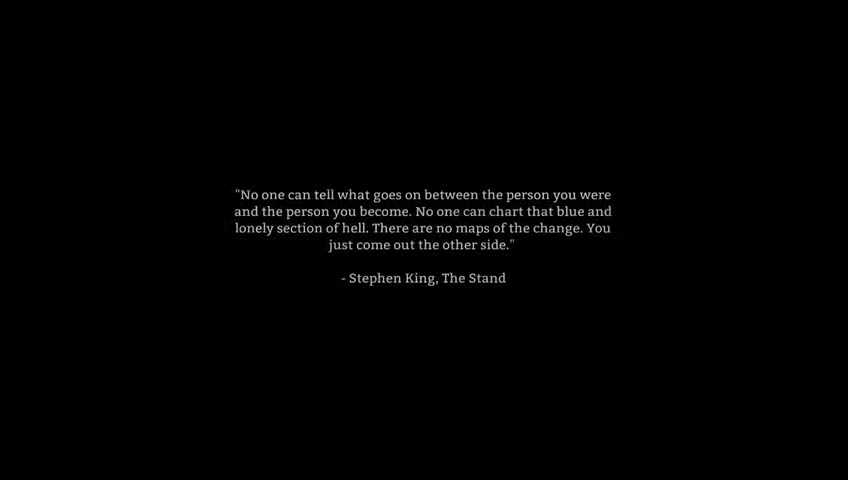 "No one can tell what goes on between the person you were
and the person you become. No one can chart that blue and
lonely section of hell. There are no maps of the change. You
just come out the other side."
- Stephen King, The Stand